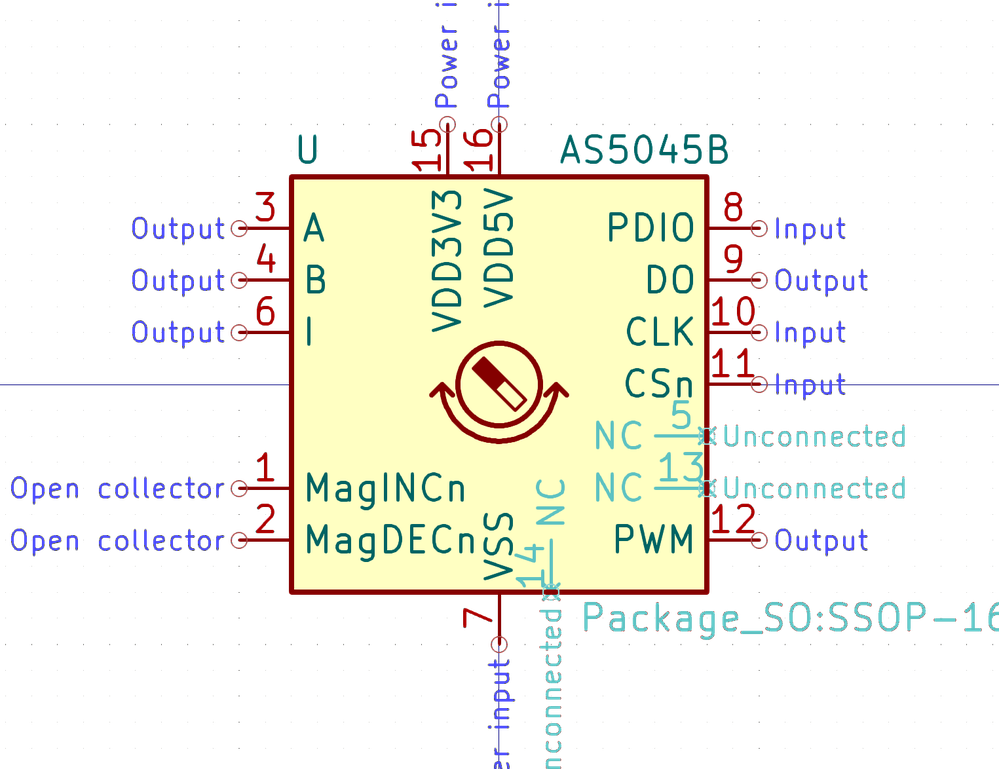 Power i
Power i
U
15
16
AS5045B
Output
3
A
VDD3V3
VDD5V
PDIO
8
Input
Output
4
B
DO
9
Output
Output
6
I
CLK
10
Input
CSn
11
Input
NC
5
Unconnected
NC
13
Unconnected
Open collector
1
MagINCn
NC
Open collector
2
MagDECn
VSS
14
PWM
12
Output
7
Package_SO:SSOP-16
er input
nconnected